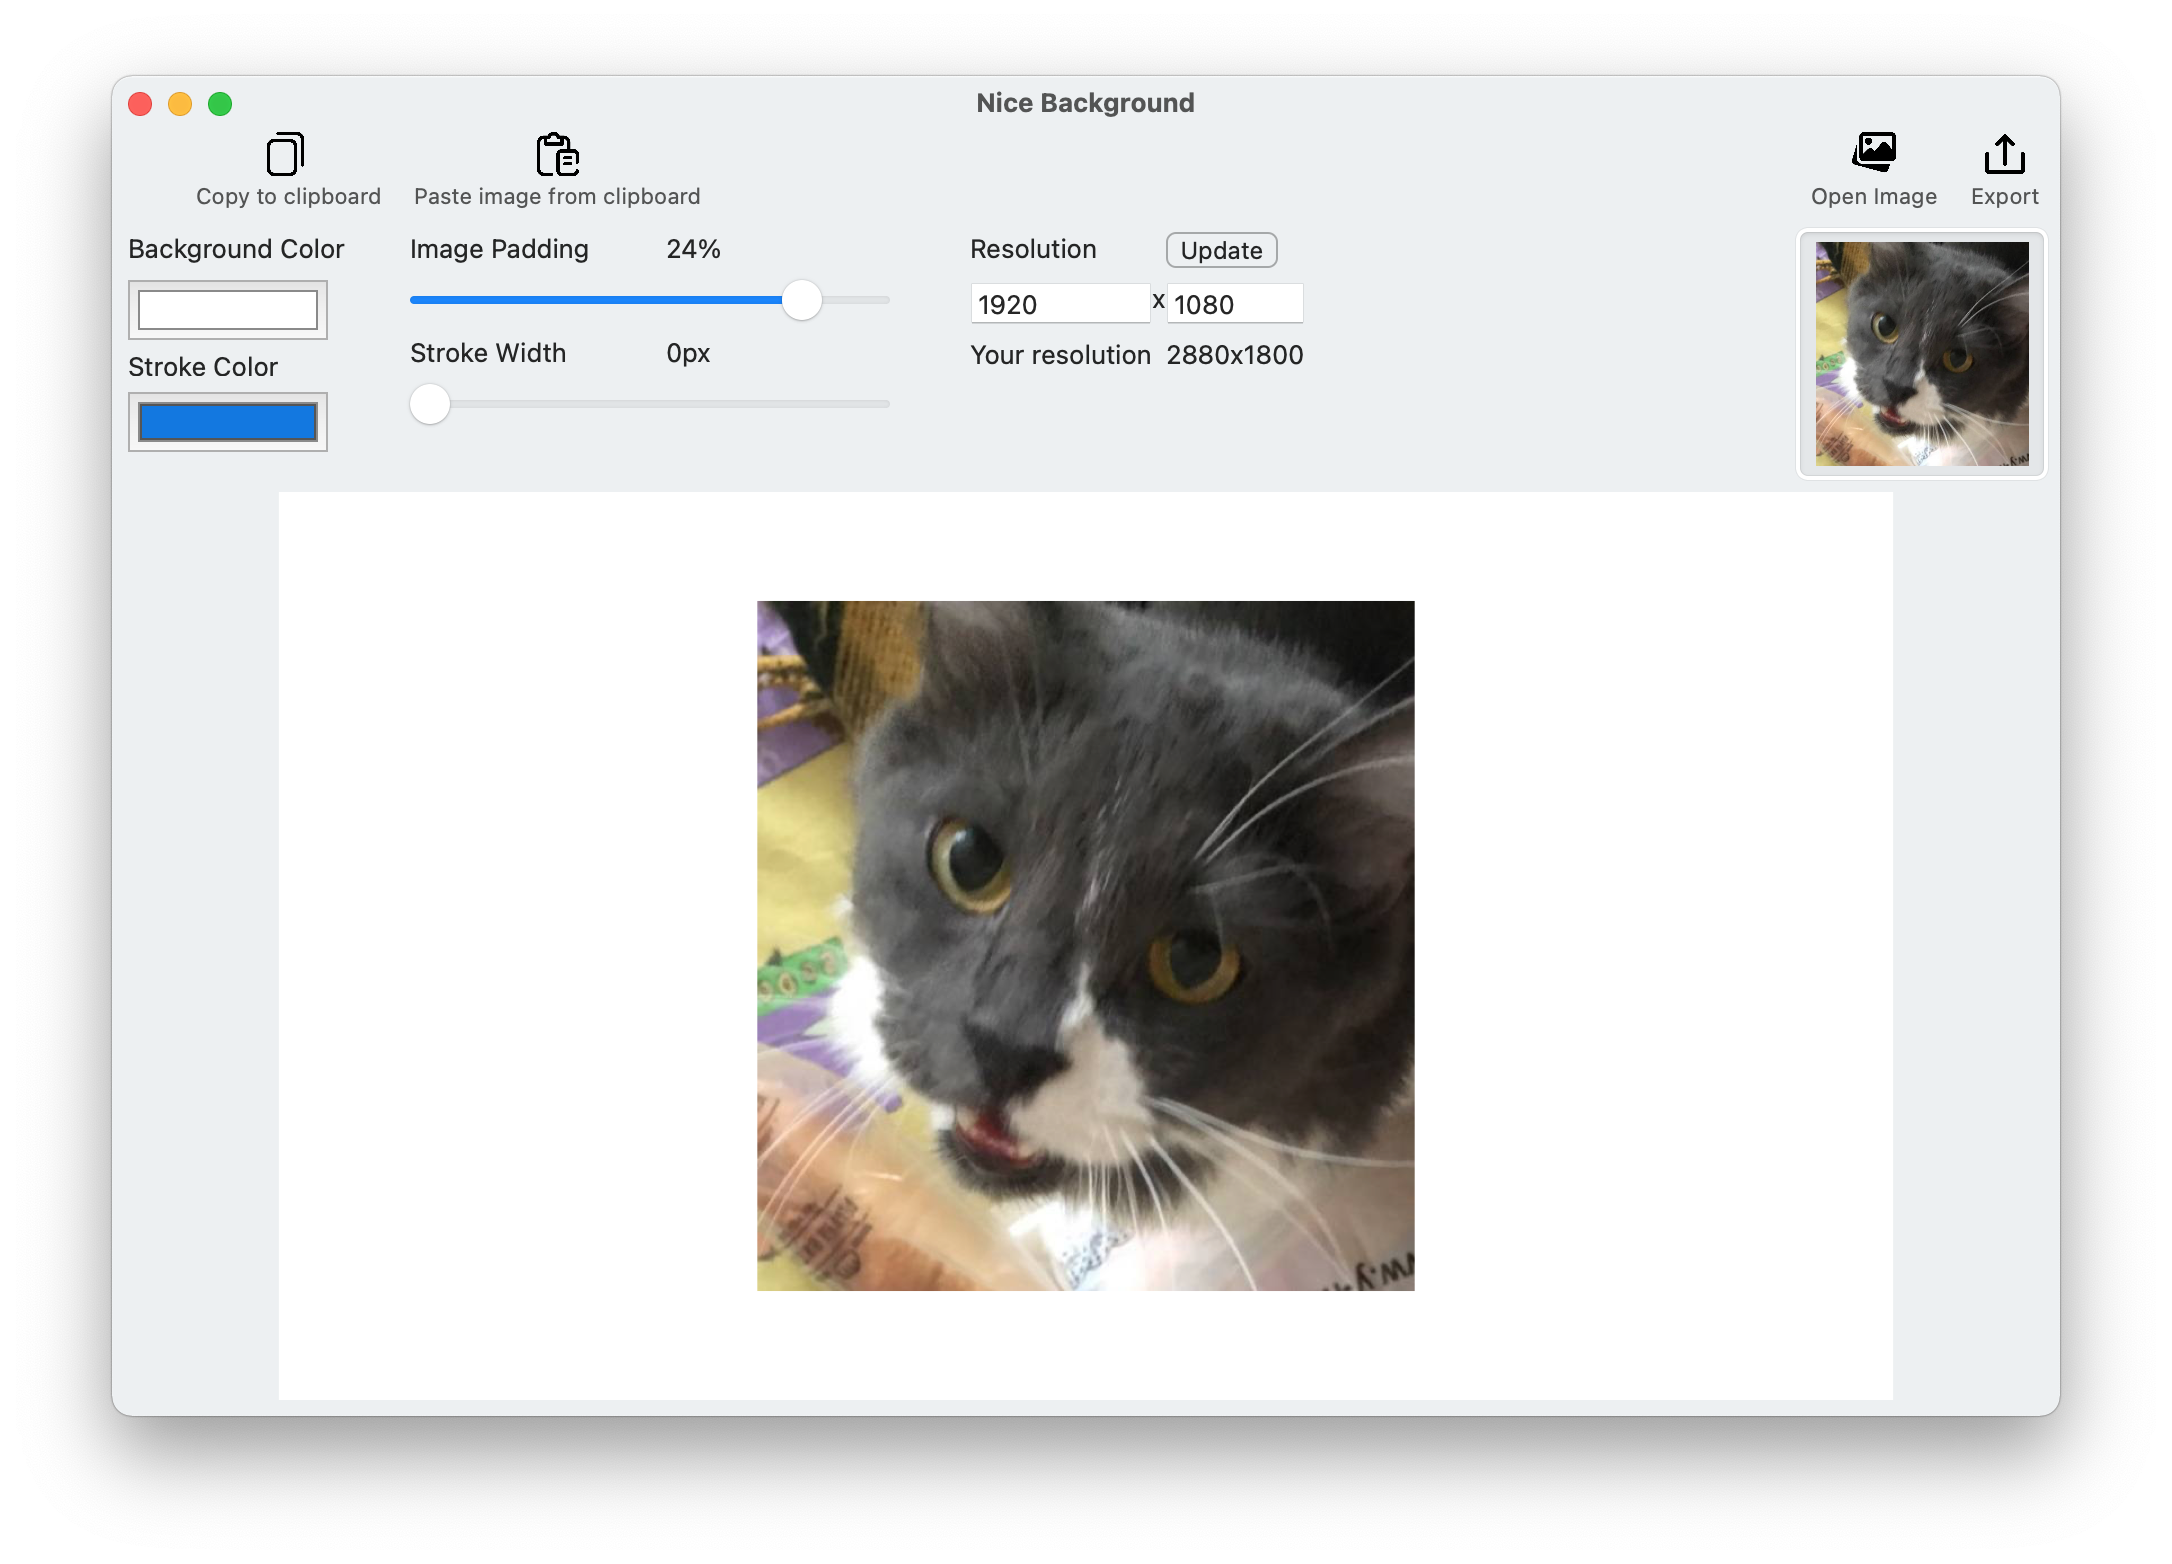 Nice Background
Copy to clipboard
Paste image from clipboard
Open Image
Export
Background Color
Stroke Color
Image Padding 24%
Stroke Width 0px
Resolution Update
1920 x 1080
Your resolution 2880x1800